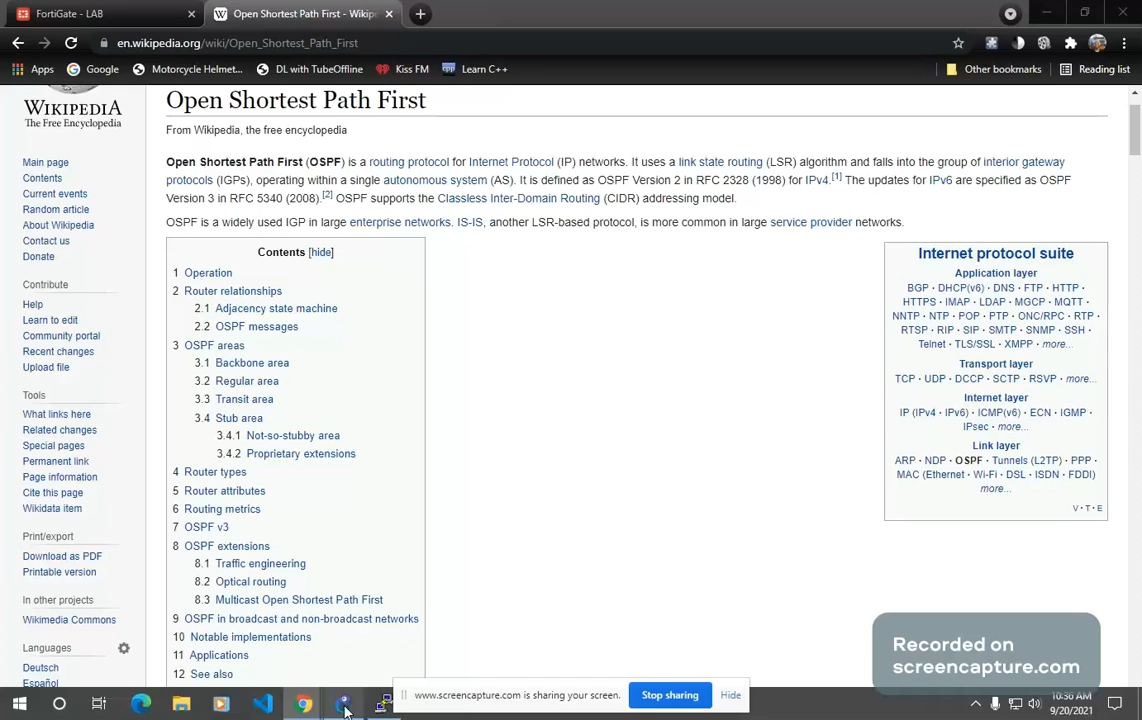 FortiGate - LAB
Open Shortest Path First - Wikip
en.wikipedia.org/wiki/Open_Shortest_Path_First
Apps
Google
Motorcycle Helmet...
DL with TubeOffline
Kiss FM
Learn C++
Other bookmarks
Reading list
WIKIPEDIA
The Free Encyclopedia
Main page
Contents
Current events
Random article
About Wikipedia
Contact us
Donate
Contribute
Help
Learn to edit
Community portal
Recent changes
Upload file
Tools
What links here
Related changes
Special pages
Permanent link
Page information
Cite this page
Wikidata item
Print/export
Download as PDF
Printable version
In other projects
Wikimedia Commons
Languages
Deutsch
Español
Open Shortest Path First
From Wikipedia, the free encyclopedia
Open Shortest Path First (OSPF) is a routing protocol for Internet Protocol (IP) networks. It uses a link state routing (LSR) algorithm and falls into the group of interior gateway
protocols (IGPs), operating within a single autonomous system (AS). It is defined as OSPF Version 2 in RFC 2328 (1998) for IPv4.[1] The updates for IPv6 are specified as OSPF
Version 3 in RFC 5340 (2008).[2] OSPF supports the Classless Inter-Domain Routing (CIDR) addressing model.
OSPF is a widely used IGP in large enterprise networks. IS-IS, another LSR-based protocol, is more common in large service provider networks.
Contents [hide]
1 Operation
2 Router relationships
2.1 Adjacency state machine
2.2 OSPF messages
3 OSPF areas
3.1 Backbone area
3.2 Regular area
3.3 Transit area
3.4 Stub area
3.4.1 Not-so-stubby area
3.4.2 Proprietary extensions
4 Router types
5 Router attributes
6 Routing metrics
7 OSPF v3
8 OSPF extensions
8.1 Traffic engineering
8.2 Optical routing
8.3 Multicast Open Shortest Path First
9 OSPF in broadcast and non-broadcast networks
10 Notable implementations
11 Applications
12 See also
Internet protocol suite
Application layer
BGP · DHCP(v6) · DNS · FTP · HTTP ·
HTTPS · IMAP · LDAP · MGCP · MQTT ·
NNTP · NTP · POP · PTP · ONC/RPC · RTP ·
RTSP · RIP · SIP · SMTP · SNMP · SSH ·
Telnet · TLS/SSL · XMPP · more...
Transport layer
TCP · UDP · DCCP · SCTP · RSVP · more...
Internet layer
IP (IPv4 · IPv6) · ICMP(v6) · ECN · IGMP ·
IPsec · more...
Link layer
ARP · NDP · OSPF · Tunnels (L2TP) · PPP ·
MAC (Ethernet · Wi-Fi · DSL · ISDN · FDDI)
more...
V · T · E
Recorded on
screencapture.com
www.screencapture.com is sharing your screen.
Stop sharing
Hide
10:36 AM
9/20/2021